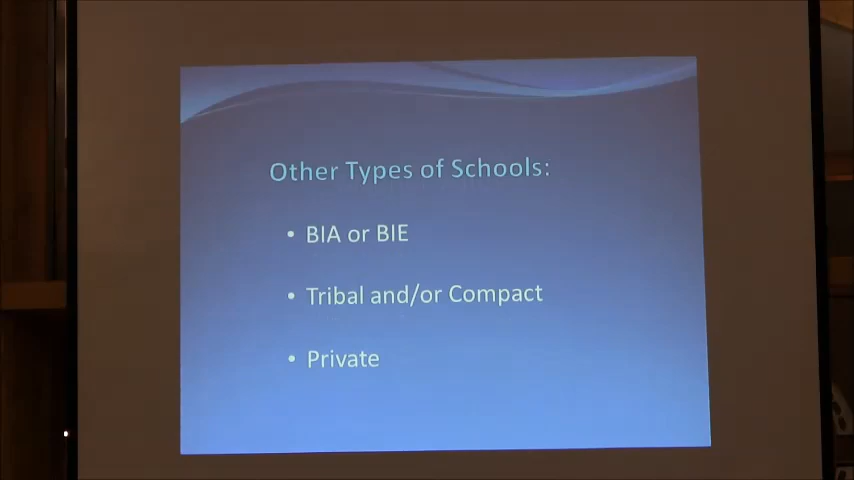 Other Types of Schools:
• BIA or BIE
• Tribal and/or Compact
• Private